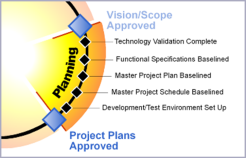 Vision/Scope
Approved
Technology Validation Complete
Functional Specifications Baselined
Master Project Plan Baselined
Master Project Schedule Baselined
Development/Test Environment Set Up
Planning
Project Plans
Approved